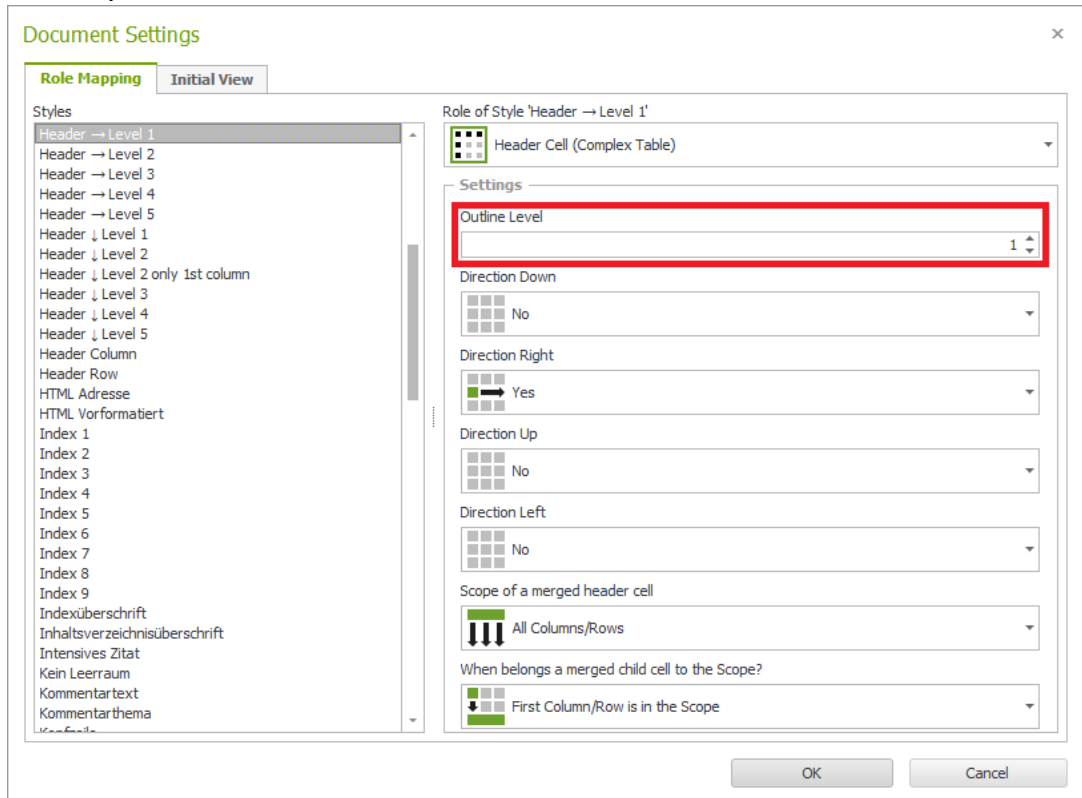 Document Settings
Role Mapping
Initial View
Styles
Header → Level 1
Header → Level 2
Header → Level 3
Header → Level 4
Header → Level 5
Header ↓ Level 1
Header ↓ Level 2
Header ↓ Level 2 only 1st column
Header ↓ Level 3
Header ↓ Level 4
Header ↓ Level 5
Header Column
Header Row
HTML Adresse
HTML Vorformatiert
Index 1
Index 2
Index 3
Index 4
Index 5
Index 6
Index 7
Index 8
Index 9
Indexüberschrift
Inhaltsverzeichnisüberschrift
Intensives Zitat
Kein Leerraum
Kommentartext
Kommentarthema
Role of Style 'Header → Level 1'
Header Cell (Complex Table)
Settings
Outline Level
1
Direction Down
No
Direction Right
Yes
Direction Up
No
Direction Left
No
Scope of a merged header cell
All Columns/Rows
When belongs a merged child cell to the Scope?
First Column/Row is in the Scope
OK
Cancel